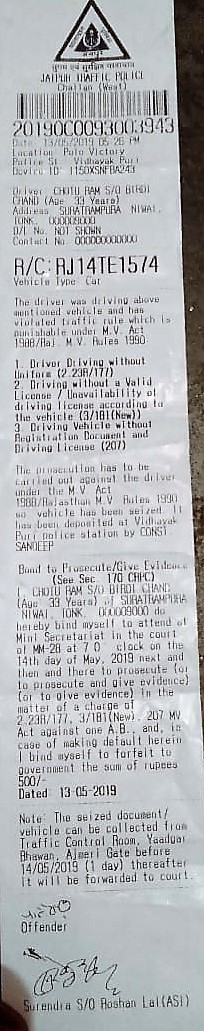 JAIPUR TRAFFIC POLICE
Challan (West)
20190C0093003943
Date: 13/05/2019 05:26 PM
Location: Polo Victory
Police St: Vidhayak Puri
Driver: CHOTU RAM S/O BIRDI
CHAND (Age: 33 Years)
Address: SURATRAMPURA NIWAI,
TONK, 000009000
D/L No. NOT SHOWN
Contact No. 000000000000
R/C: RJ14TE1574
Vehicle Type: Car
The driver was driving above
mentioned vehicle and has
violated traffic rule which is
punishable under M.V. Act
1988/Raj. M.V. Rules 1990
1. Driver Driving without
Uniform (2.23R/177)
2. Driving without a Valid
License / Unavailability of
driving license according to
the vehicle (3/181(New))
3. Driving Vehicle without
Registration Document and
Driving License (207)
The prosecution has to be
carried out against the driver
under the M.V. Act
1988/Rajasthan M.V Rules 1990
so vehicle has been seized. It
has been deposited at Vidhayak
Puri police station by CONST.
SANDEEP
Bond to Prosecute/Give Evidence
(See Sec. 170 CRPC)
I, CHOTU RAM S/O BIRDI CHAND
(Age: 33 Years) of SURATRAMPURA
NIWAI, TONK, 000009000 do
hereby bind myself to attend at
Mini Secretariat in the court
of MM-28 at 7 O' clock on the
14th day of May, 2019 next and
then and there to prosecute (or
to prosecute and give evidence)
(or to give evidence) in the
matter of a charge of
2.23R/177, 3/181(New), 207 MV
Act against one A.B., and, in
case of making default herein
I bind myself to forfeit to
government the sum of rupees
500/-
Dated: 13-05-2019
Note: The seized document/
vehicle can be collected from
Traffic Control Room, Yaadgar
Bhawan, Ajmeri Gate before
14/05/2019 (1 day) thereafter
it will be forwarded to court.
Offender
Surendra S/O Roshan Lal(ASI)